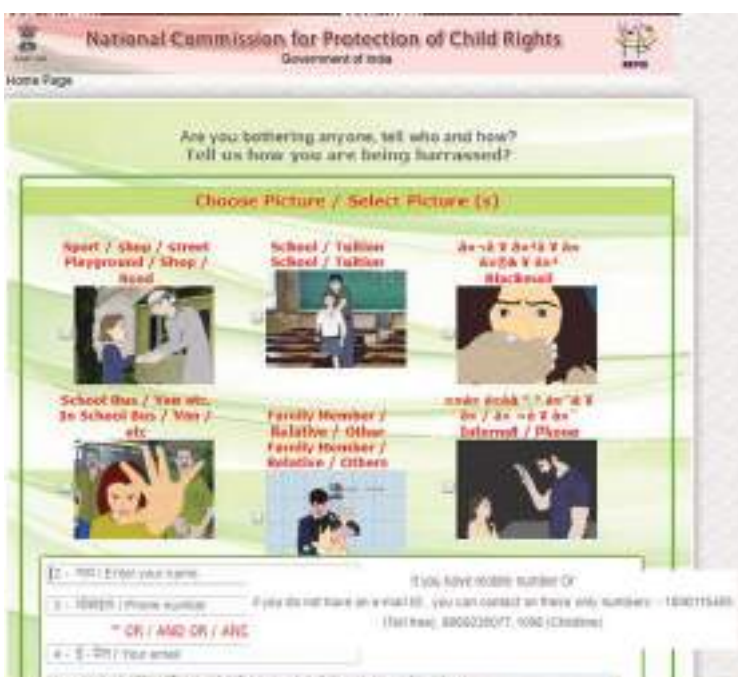 National Commission for Protection of Child Rights
Government of India
Home Page
Are you bothering anyone, tell who and how?
Tell us how you are being harrassed?
Choose Picture / Select Picture (s)
Sport / Shop / street
Playground / Shop /
Road
School / Tuition
School / Tuition
Blackmail
School Bus / Van etc.
In School Bus / Van /
etc
Family Member /
Relative / Other
Family Member /
Relative / Others
Internet / Phone
2 - नाम / Enter your name
If you have mobile number Or
3 - / Phone number
If you do not have an e-mail ID, you can contact on these only numbers: -
(Toll free), 1098 (Childline)
* OR / AND OR / AND
4 - ई - मेल / Your email